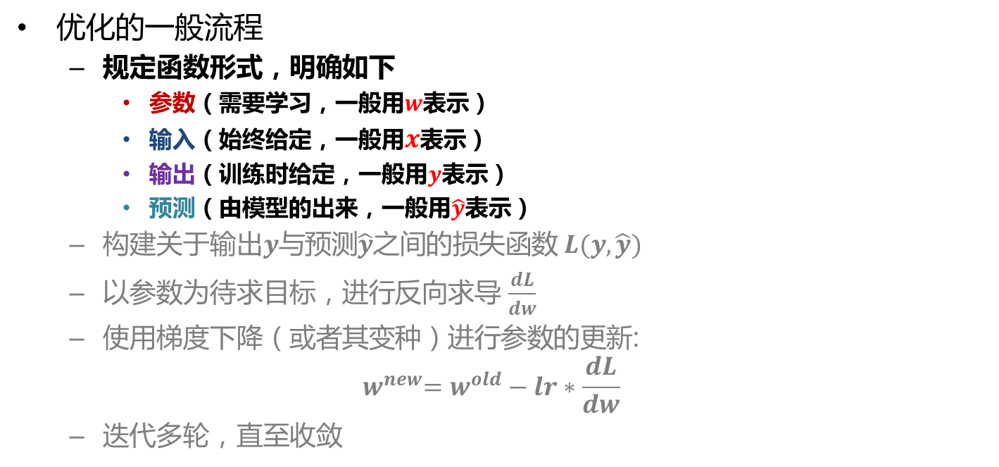 • 优化的一般流程
– 规定函数形式，明确如下
• 参数（需要学习，一般用w表示）
• 输入（始终给定，一般用x表示）
• 输出（训练时给定，一般用y表示）
• 预测（由模型的出来，一般用ŷ表示）
– 构建关于输出y与预测ŷ之间的损失函数 L(y,ŷ)
– 以参数为待求目标，进行反向求导 dL/dw
– 使用梯度下降（或者其变种）进行参数的更新:
w^new= w^old − lr * dL/dw
– 迭代多轮，直至收敛